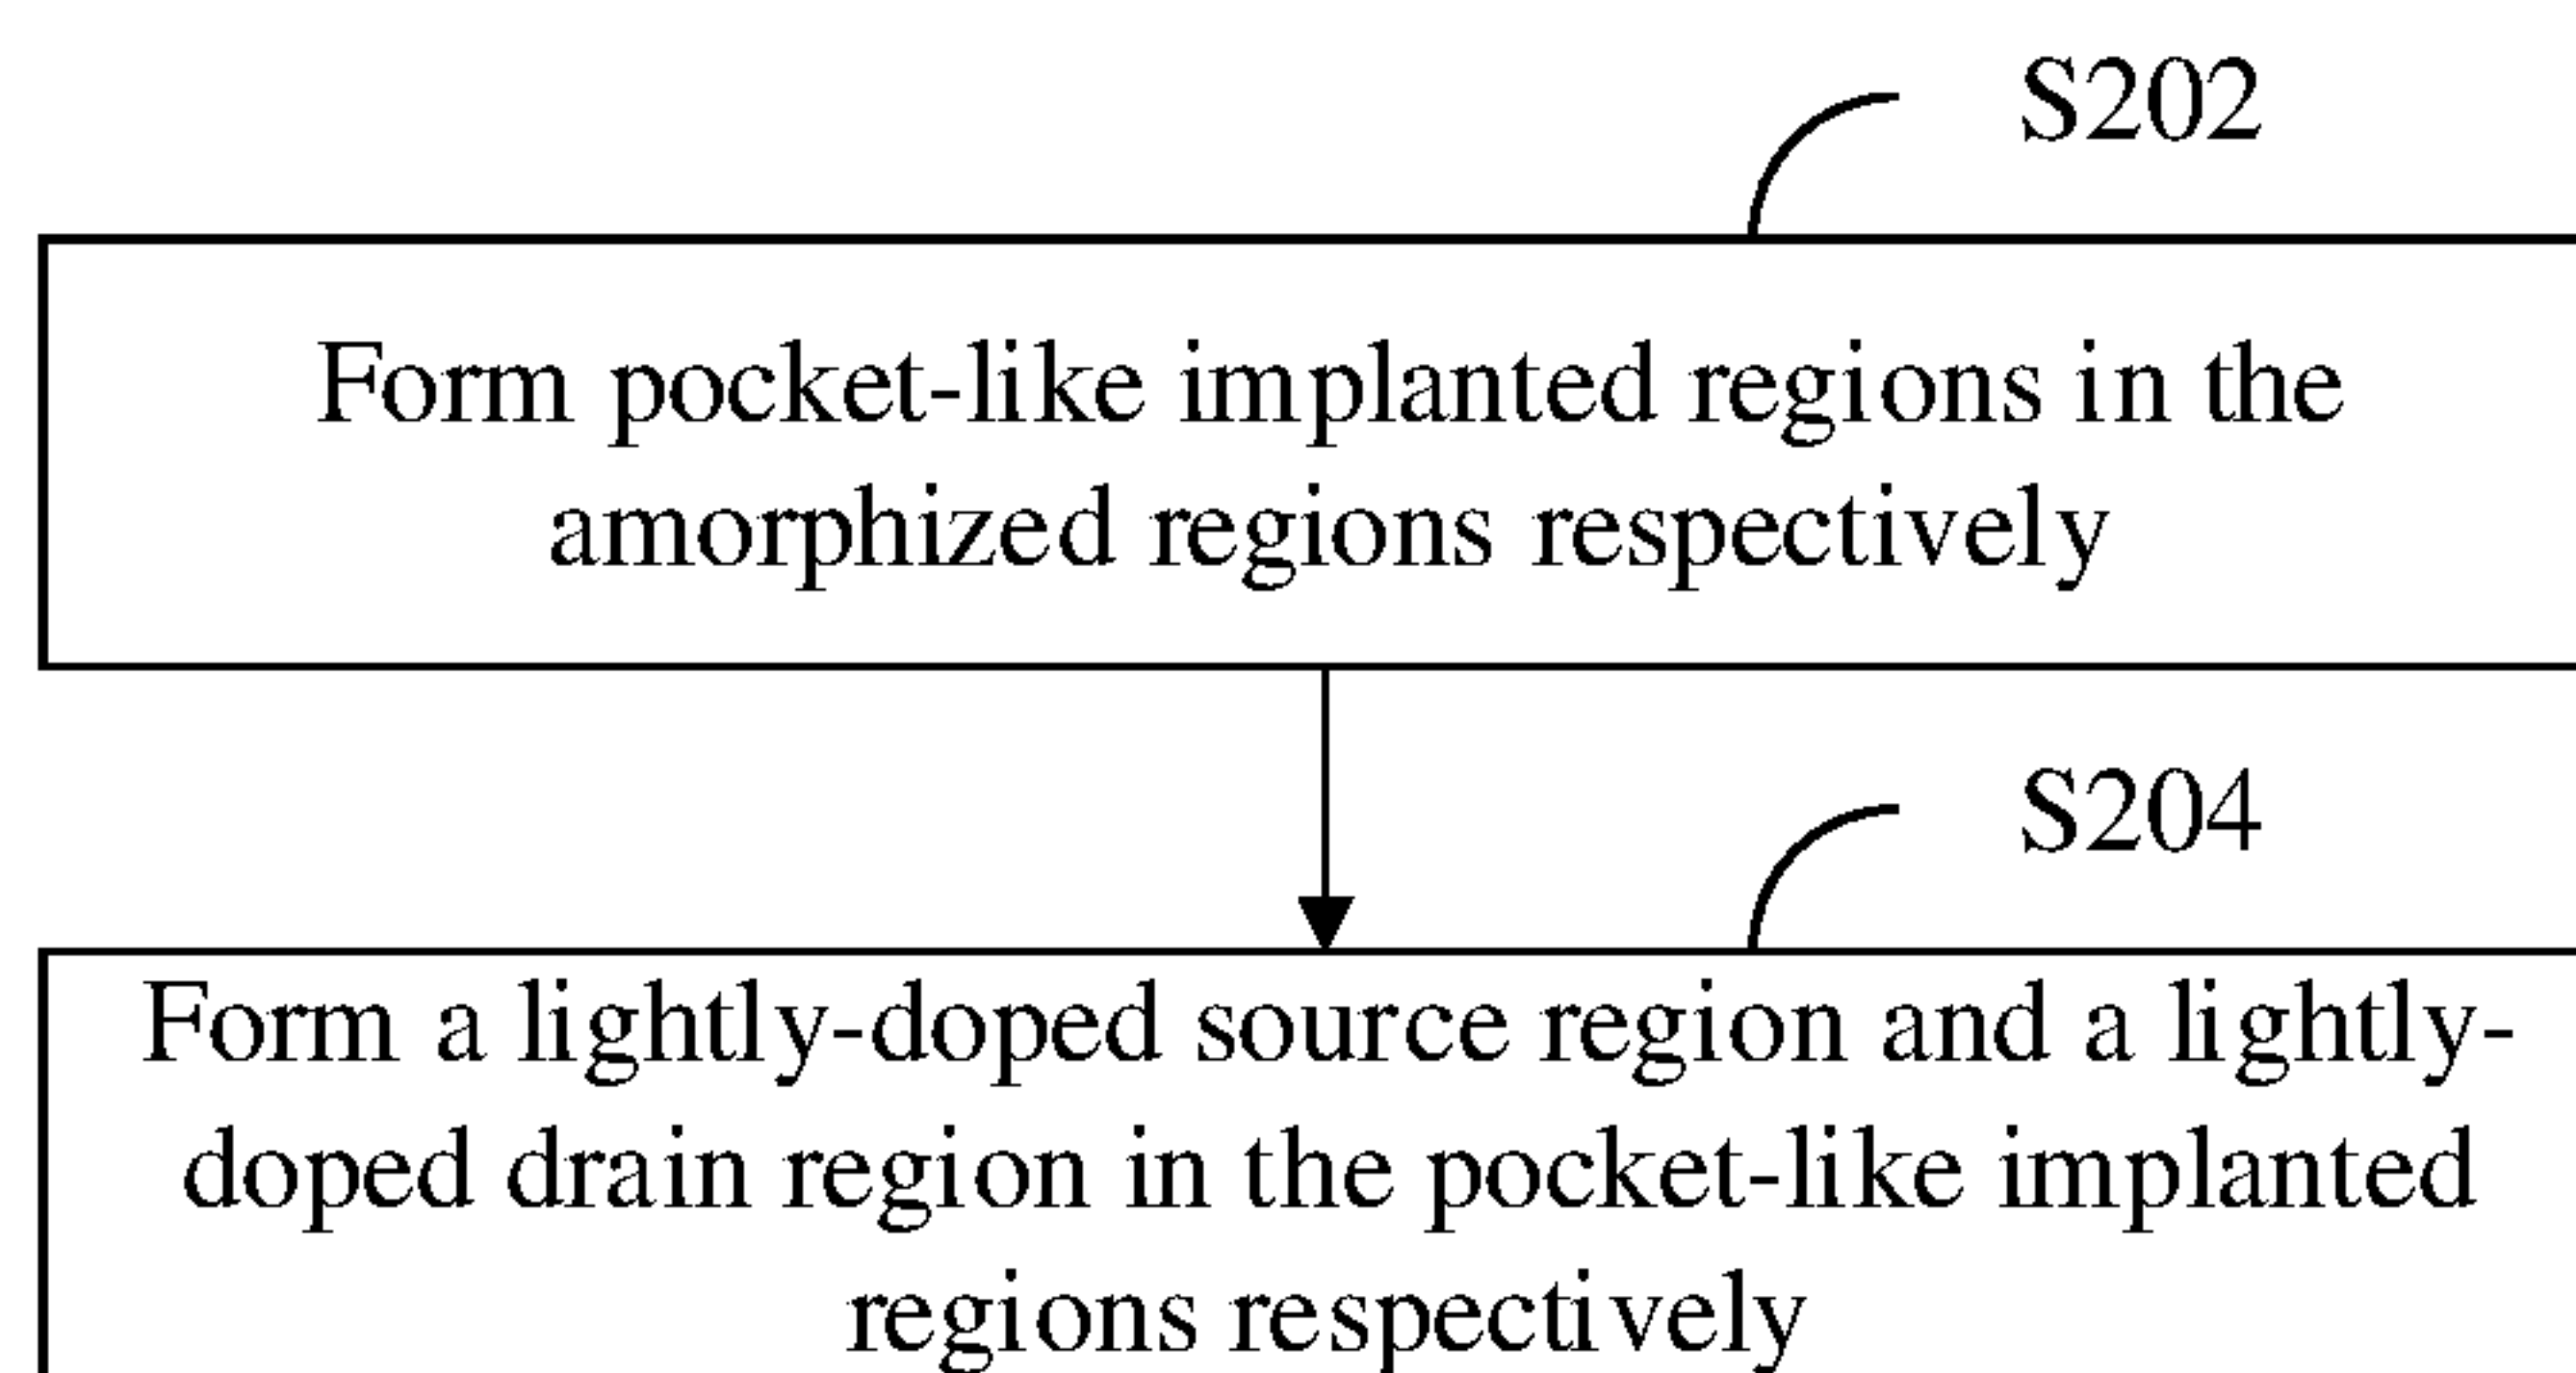 S202
Form pocket-like implanted regions in the
amorphized regions respectively
S204
Form a lightly-doped source region and a lightly-
doped drain region in the pocket-like implanted
regions respectively